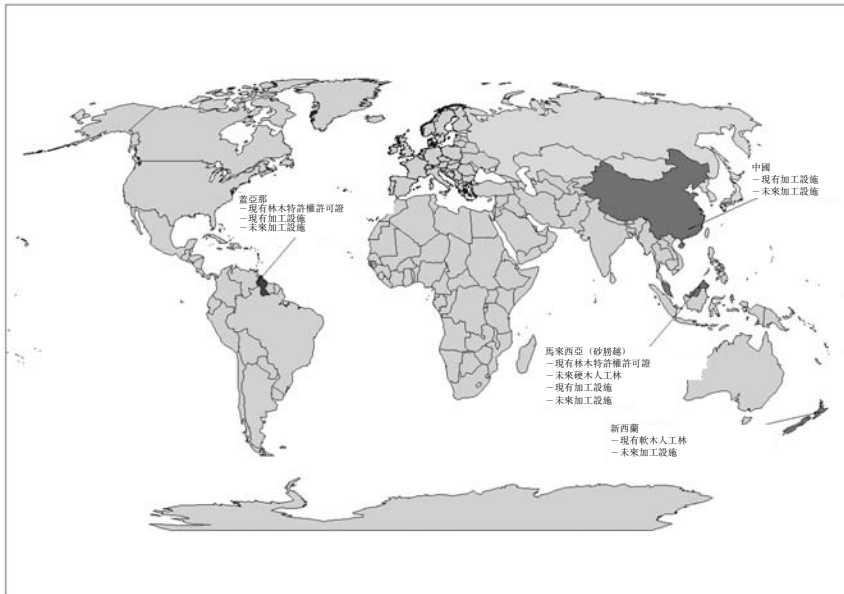 中國
－現有加工設施
－未來加工設施
蓋亞那
－現有林木特許權許可證
－現有加工設施
－未來加工設施
馬來西亞（砂勝越）
－現有林木特許權許可證
－未來硬木人工林
－現有加工設施
－未來加工設施
新西蘭
－現有軟木人工林
－未來加工設施